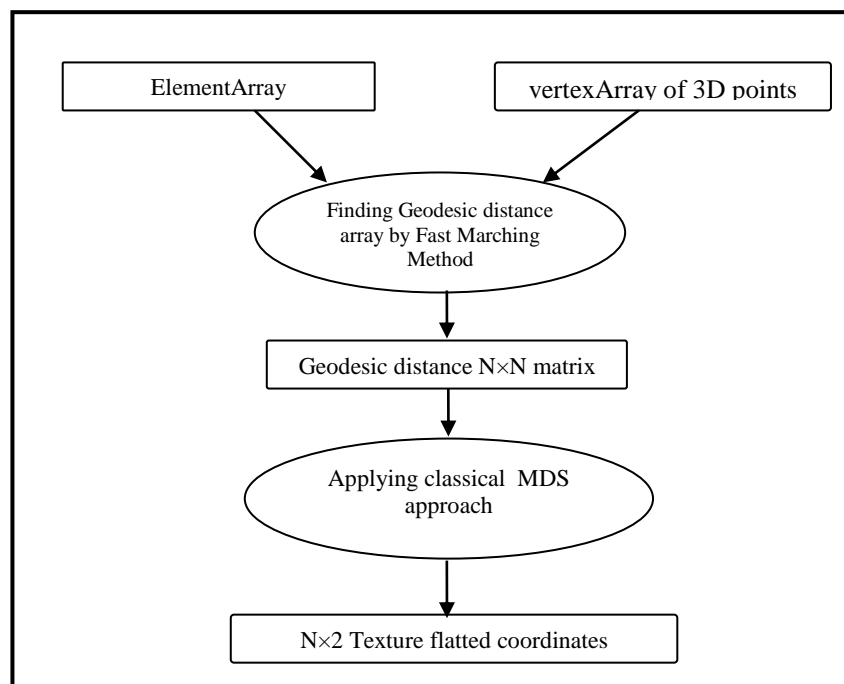 ElementArray
vertexArray of 3D points
Finding Geodesic distance
array by Fast Marching
Method
Geodesic distance N×N matrix
Applying classical MDS
approach
N×2 Texture flatted coordinates